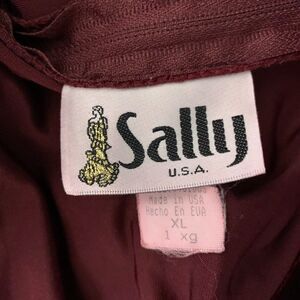 Sally
U.S.A.
Made in USA
Hecho En EUA
XL
1 xg